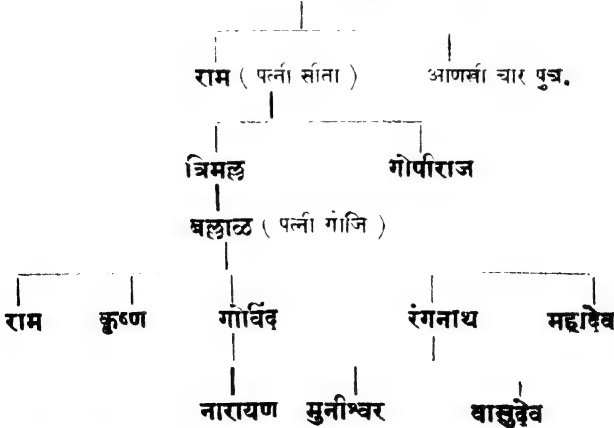 राम ( पत्नी सीता ) आणखी चार पुत्र.
त्रिमल्ल गोपीराज
बल्लाळ ( पत्नी गोजि )
राम कृष्ण गोविंद रंगनाथ महादेव
नारायण मुनीश्वर वासुदेव